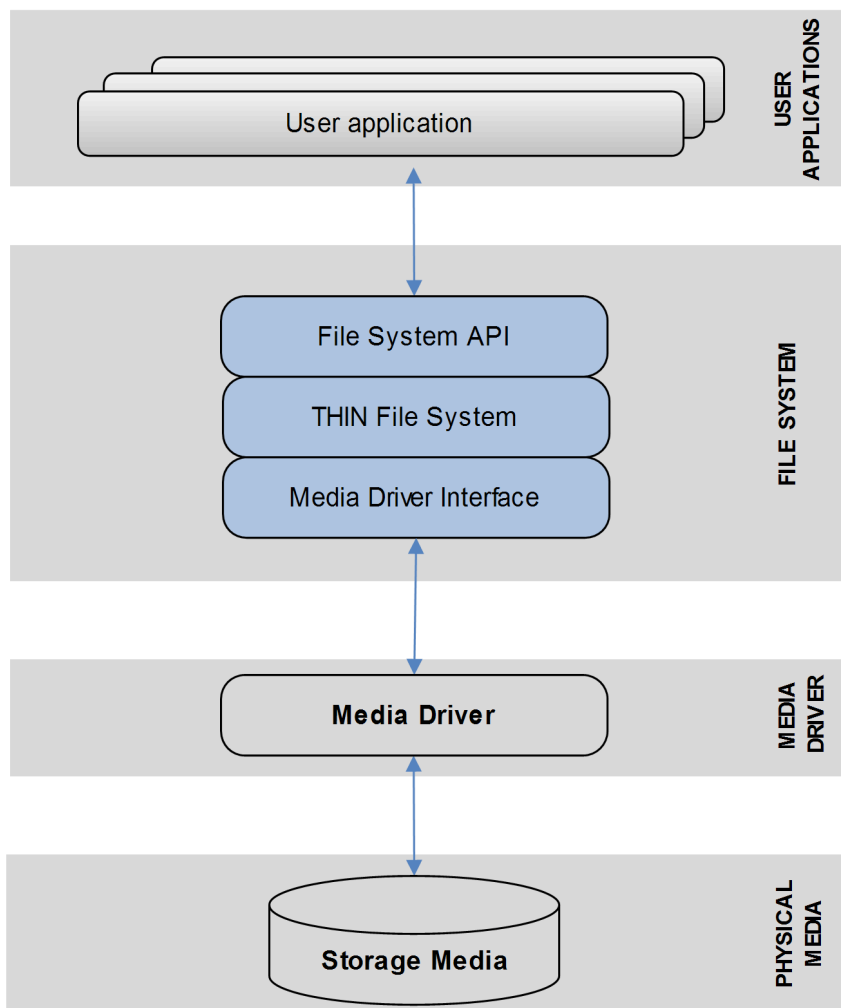 User application
USER
APPLICATIONS
File System API
THIN File System
Media Driver Interface
FILE SYSTEM
Media Driver
MEDIA
DRIVER
Storage Media
PHYSICAL
MEDIA